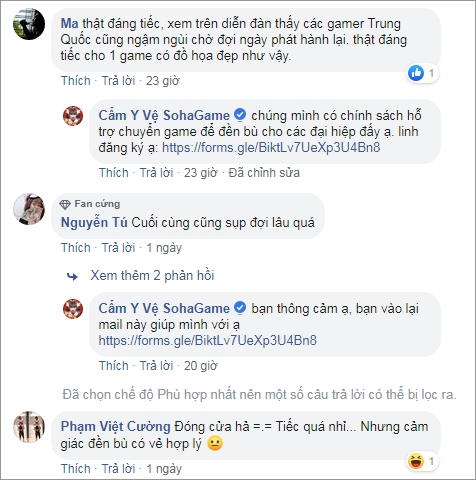 Ma thật đáng tiếc, xem trên diễn đàn thấy các gamer Trung
Quốc cũng ngậm ngùi chờ đợi ngày phát hành lại. thật đáng
tiếc cho 1 game có đồ họa đẹp như vậy.
1
Thích · Trả lời · 23 giờ
Cẩm Y Vệ SohaGame chúng mình có chính sách hỗ
trợ chuyển game để đền bù cho các đại hiệp đấy ạ. linh
đăng ký ạ: https://forms.gle/BiktLv7UeXp3U4Bn8
Thích · Trả lời · 23 giờ · Đã chỉnh sửa
Fan cứng
Nguyễn Tú Cuối cùng cũng sụp đợi lâu quá
Thích · Trả lời · 1 ngày
Xem thêm 2 phản hồi
Cẩm Y Vệ SohaGame bạn thông cảm ạ, bạn vào lại
mail này giúp mình với ạ
https://forms.gle/BiktLv7UeXp3U4Bn8
Thích · Trả lời · 20 giờ
Đã chọn chế độ Phù hợp nhất nên một số câu trả lời có thể bị lọc ra.
Phạm Việt Cường Đóng cửa hả =.= Tiếc quá nhỉ... Nhưng cảm
giác đền bù có vẻ hợp lý 😐
1
Thích · Trả lời · 1 ngày